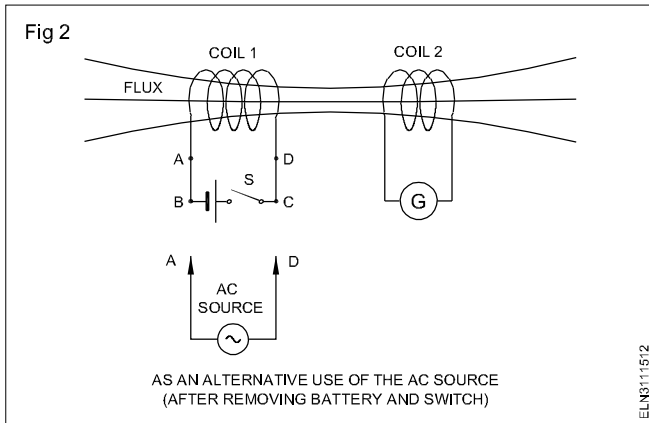 Fig 2
COIL 1
COIL 2
FLUX
A
D
S
B
C
G
A
D
AC
SOURCE
AS AN ALTERNATIVE USE OF THE AC SOURCE
(AFTER REMOVING BATTERY AND SWITCH)
ELN3111512